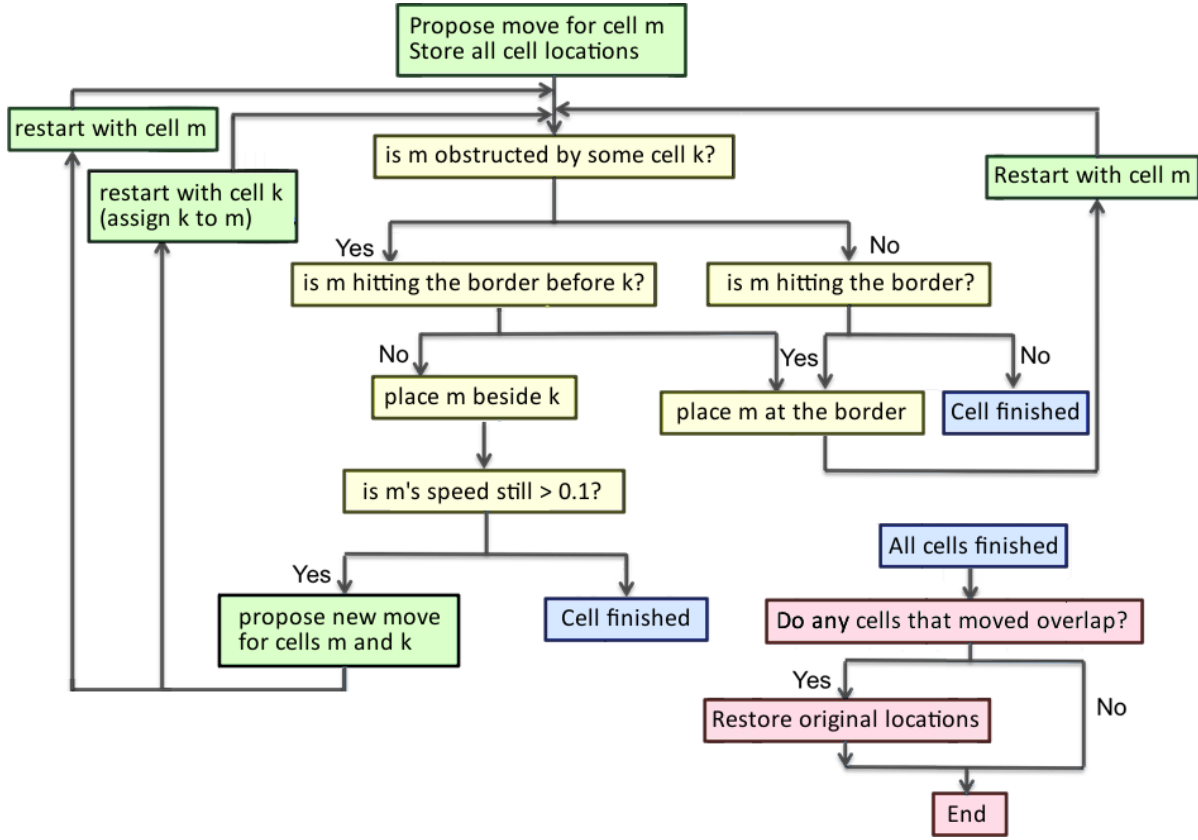 Propose move for cell m
Store all cell locations
restart with cell m
is m obstructed by some cell k?
Restart with cell m
restart with cell k
(assign k to m)
Yes
No
is m hitting the border before k?
is m hitting the border?
No
Yes
No
place m beside k
place m at the border
Cell finished
is m's speed still > 0.1?
All cells finished
Yes
propose new move
for cells m and k
Cell finished
Do any cells that moved overlap?
Yes
No
Restore original locations
End